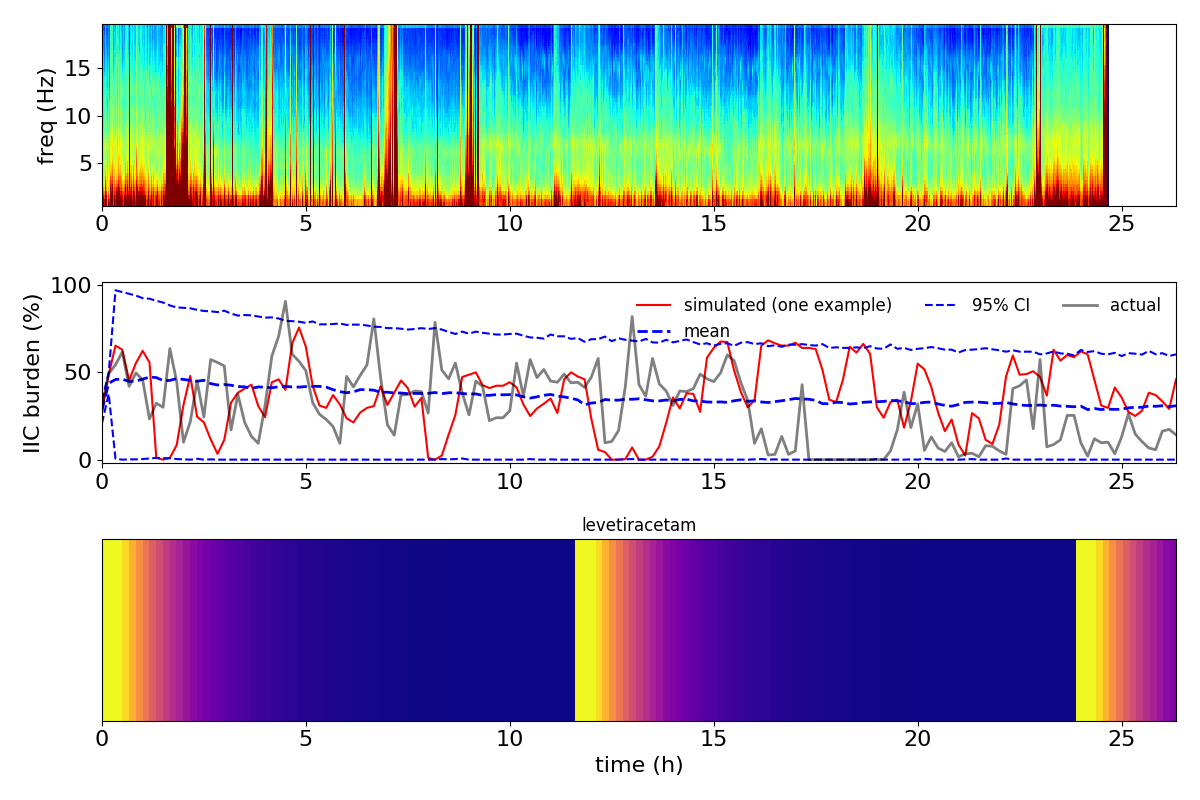 freq (Hz)
15
10
5
0 5 10 15 20 25
IIC burden (%)
100
50
0
simulated (one example)
mean
95% CI
actual
0 5 10 15 20 25
levetiracetam
0 5 10 15 20 25
time (h)